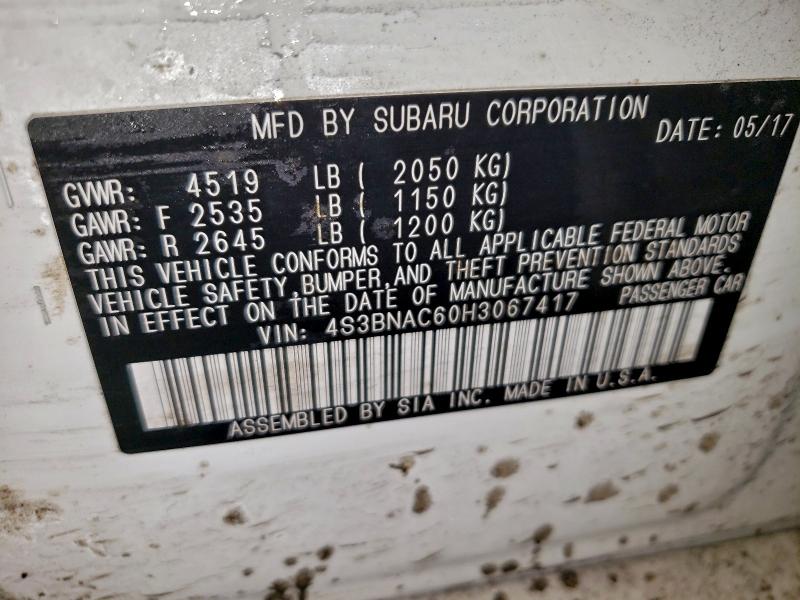 MFD BY SUBARU CORPORATION DATE: 05/17
GVWR: 4519 LB ( 2050 KG)
GAWR: F 2535 LB ( 1150 KG)
GAWR: R 2645 LB ( 1200 KG)
THIS VEHICLE CONFORMS TO ALL APPLICABLE FEDERAL MOTOR
VEHICLE SAFETY,BUMPER,AND THEFT PREVENTION STANDARDS
IN EFFECT ON THE DATE OF MANUFACTURE SHOWN ABOVE.
VIN: 4S3BNAC60H3067417 PASSENGER CAR
ASSEMBLED BY SIA INC. MADE IN U.S.A.